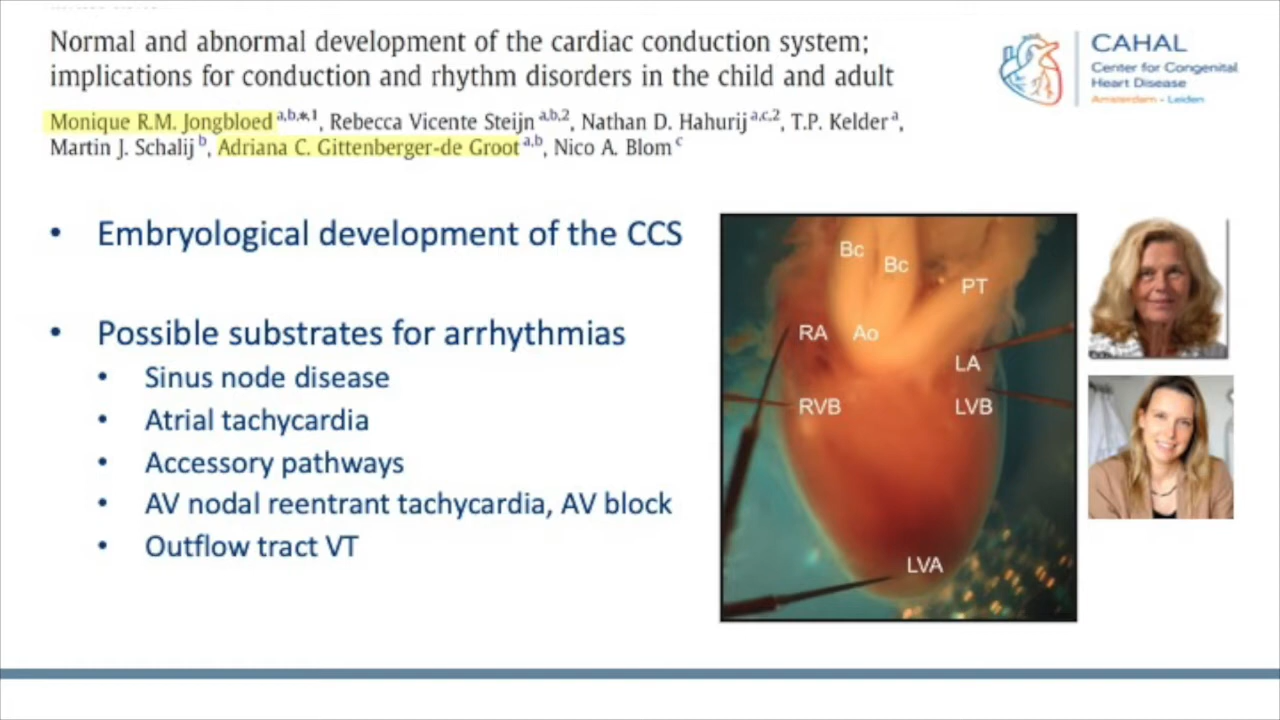 Normal and abnormal development of the cardiac conduction system;
implications for conduction and rhythm disorders in the child and adult
Monique R.M. Jongbloed a,b,*,1, Rebecca Vicente Steijn a,b,2, Nathan D. Hahurij a,c,2, T.P. Kelder a,
Martin J. Schalij b, Adriana C. Gittenberger-de Groot a,b, Nico A. Blom c
CAHAL
Center for Congenital
Heart Disease
Amsterdam - Leiden
• Embryological development of the CCS
• Possible substrates for arrhythmias
• Sinus node disease
• Atrial tachycardia
• Accessory pathways
• AV nodal reentrant tachycardia, AV block
• Outflow tract VT
Bc
Bc
PT
RA
Ao
LA
RVB
LVB
LVA